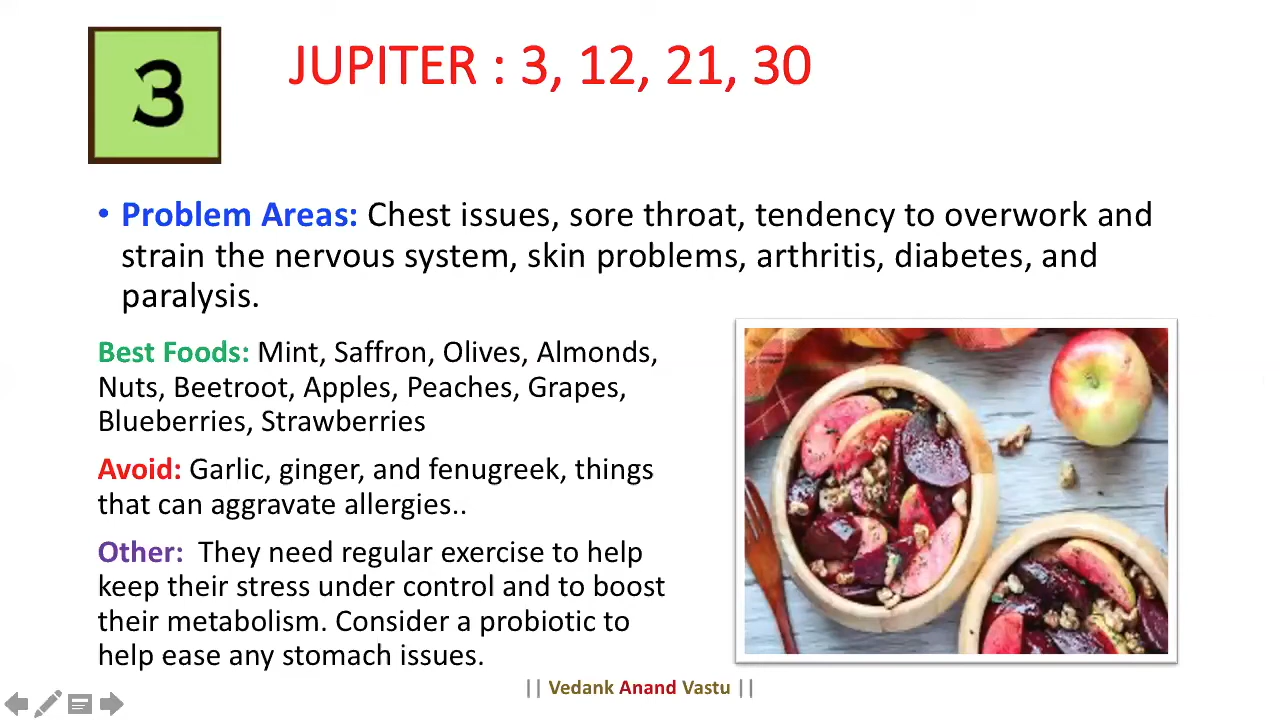 3
JUPITER : 3, 12, 21, 30
• Problem Areas: Chest issues, sore throat, tendency to overwork and
strain the nervous system, skin problems, arthritis, diabetes, and
paralysis.
Best Foods: Mint, Saffron, Olives, Almonds,
Nuts, Beetroot, Apples, Peaches, Grapes,
Blueberries, Strawberries
Avoid: Garlic, ginger, and fenugreek, things
that can aggravate allergies..
Other:  They need regular exercise to help
keep their stress under control and to boost
their metabolism. Consider a probiotic to
help ease any stomach issues.
|| Vedank Anand Vastu ||